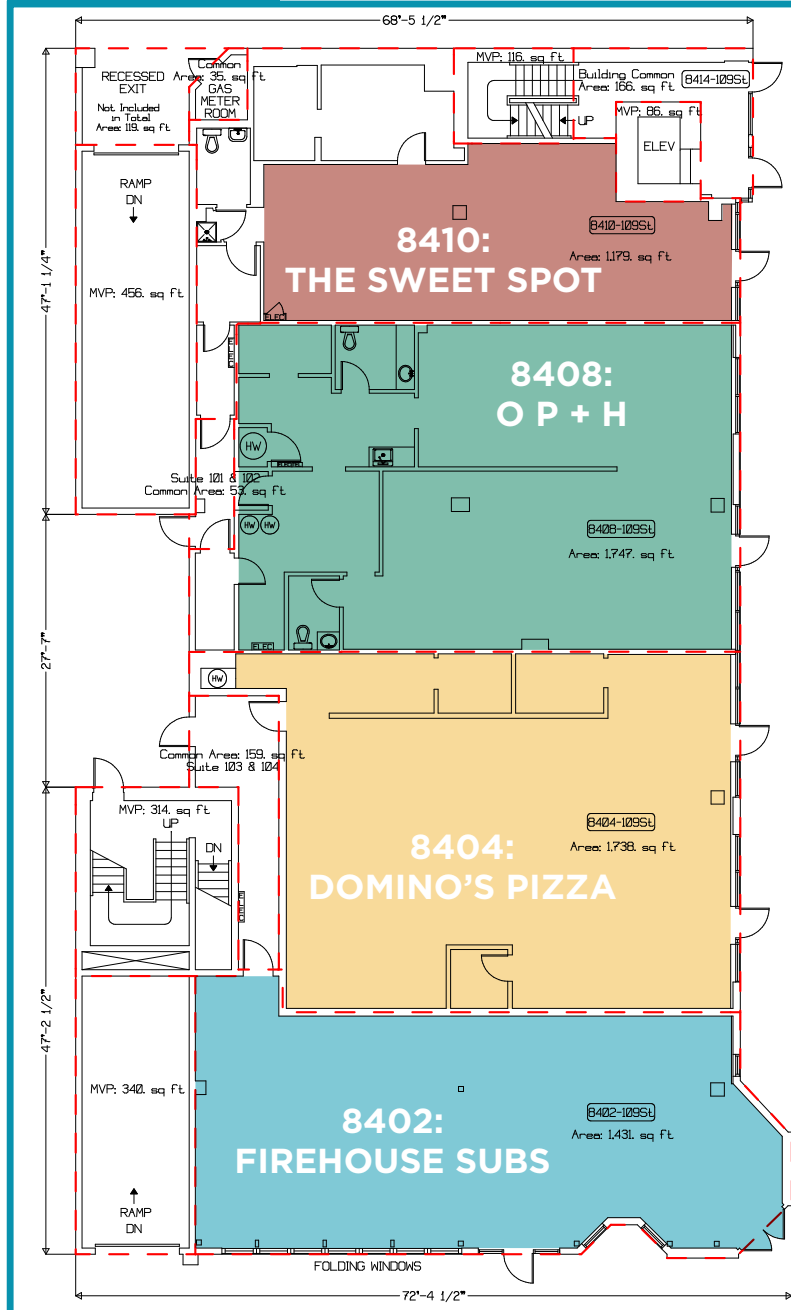 68'-5 1/2"
RECESSED
EXIT
Not Included
in Total
Area: 119. sq ft
Common
Area: 35. sq ft
GAS
METER
ROOM
MVP: 116. sq ft
UP
Building Common
Area: 166. sq ft
8414-109St
MVP: 86. sq ft
ELEV
RAMP
DN
MVP: 456. sq ft
47'-1 1/4"
8410:
THE SWEET SPOT
8410-109St
Area: 1,179. sq ft
ELEC
ELEC
8408:
O P + H
HW
Suite 101 & 102
Common Area: 53. sq ft
HW
HW
8408-109St
Area: 1,747. sq ft
ELEC
27'-7"
HW
Common Area: 159. sq ft
Suite 103 & 104
MVP: 314. sq ft
UP
DN
ELEC
8404-109St
Area: 1,738. sq ft
8404:
DOMINO'S PIZZA
47'-2 1/2"
MVP: 340. sq ft
RAMP
DN
8402:
FIREHOUSE SUBS
8402-109St
Area: 1,431. sq ft
FOLDING WINDOWS
72'-4 1/2"